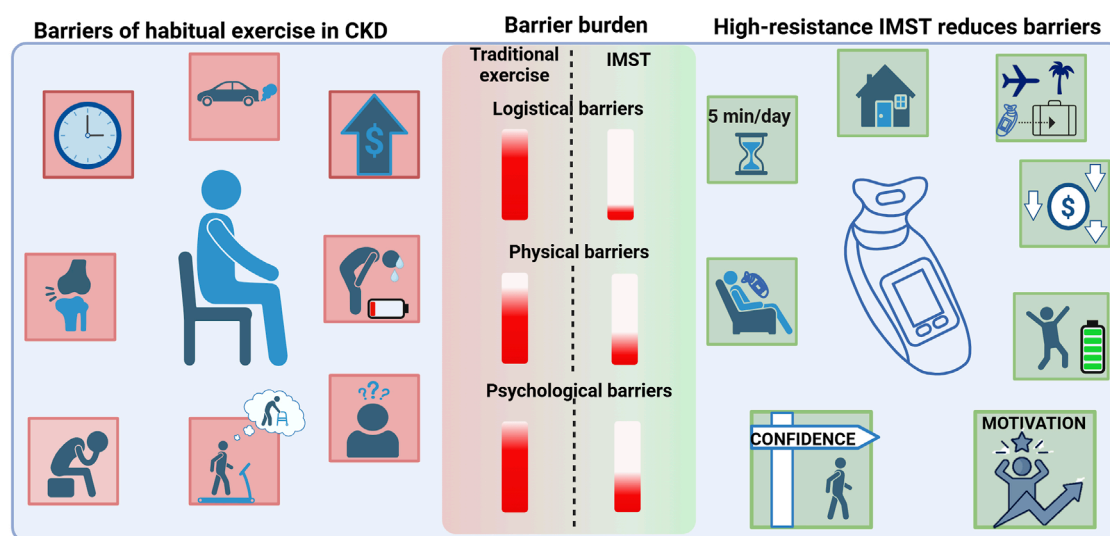 Barriers of habitual exercise in CKD
Barrier burden
High-resistance IMST reduces barriers
Traditional
exercise
IMST
Logistical barriers
Physical barriers
Psychological barriers
$
???
5 min/day
$
CONFIDENCE
MOTIVATION